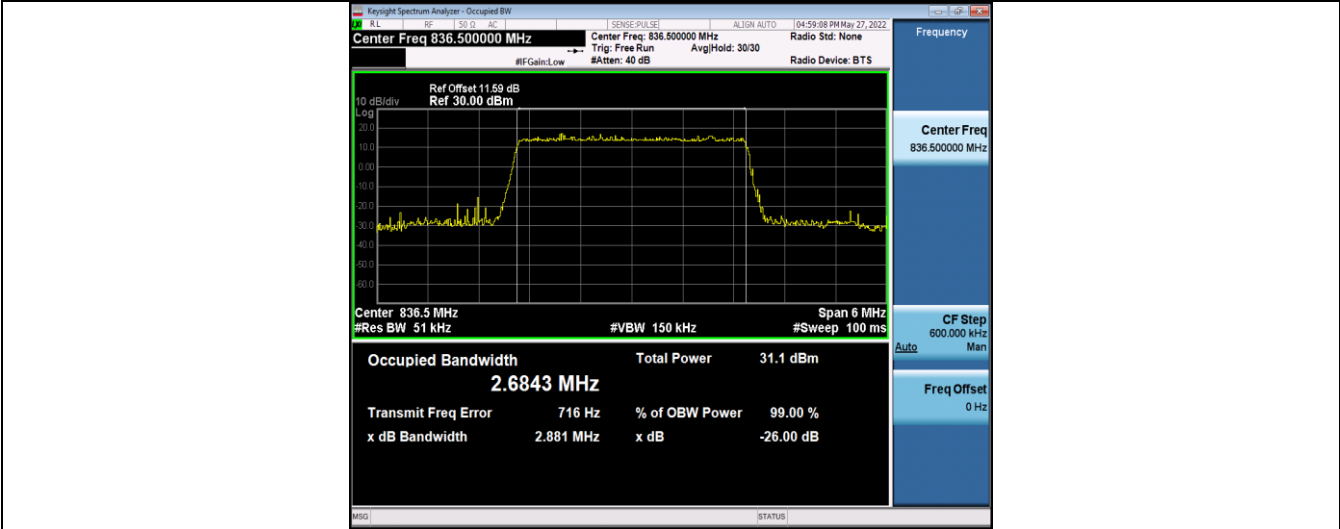 Keysight Spectrum Analyzer - Occupied BW
RL RF 50 Ω AC SENSE:PULSE ALIGN AUTO 04:59:08 PM May 27, 2022
Center Freq 836.500000 MHz Center Freq: 836.500000 MHz Radio Std: None
Trig: Free Run Avg|Hold: 30/30
#IFGain:Low #Atten: 40 dB Radio Device: BTS
Frequency
Ref Offset 11.59 dB
10 dB/div Ref 30.00 dBm
Log
20.0
10.0
0.00
-10.0
-20.0
-30.0
-40.0
-50.0
-60.0
Center 836.5 MHz Span 6 MHz
#Res BW 51 kHz #VBW 150 kHz #Sweep 100 ms
Center Freq
836.500000 MHz
CF Step
600.000 kHz
Auto Man
Freq Offset
0 Hz
Occupied Bandwidth Total Power 31.1 dBm
2.6843 MHz
Transmit Freq Error 716 Hz % of OBW Power 99.00 %
x dB Bandwidth 2.881 MHz x dB -26.00 dB
MSG STATUS